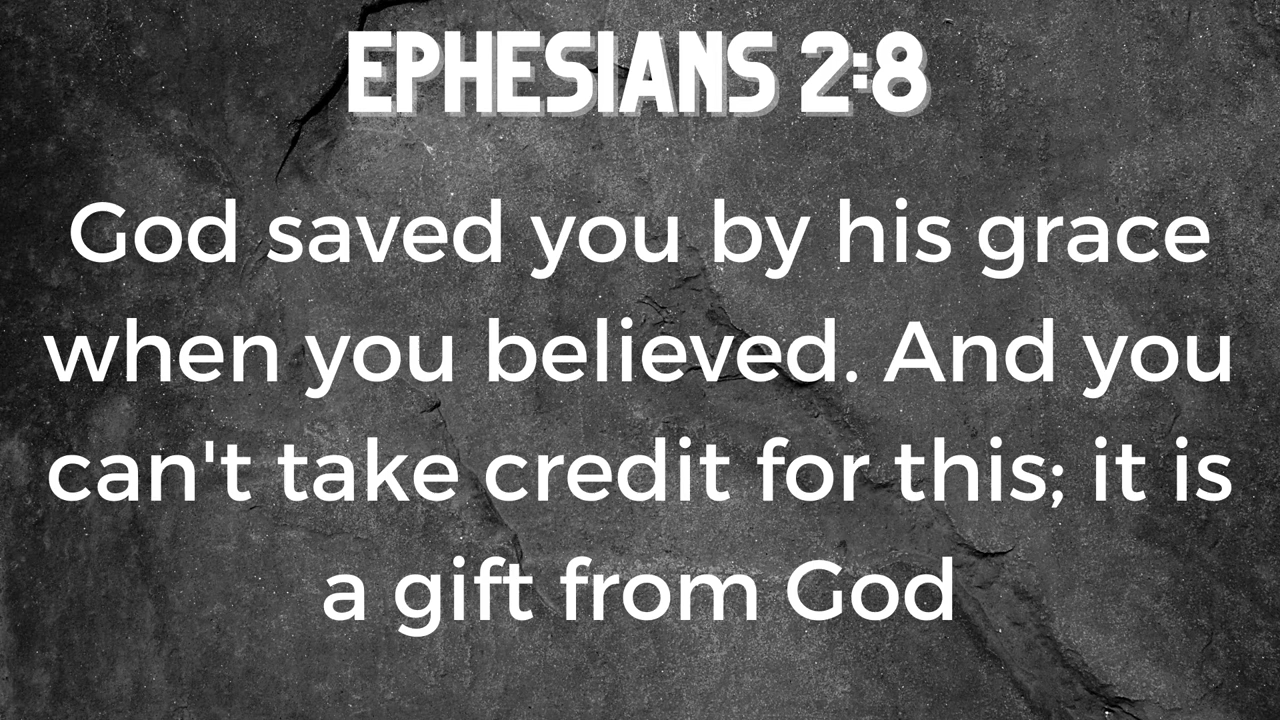 EPHESIANS 2:8
God saved you by his grace
when you believed. And you
can't take credit for this; it is
a gift from God